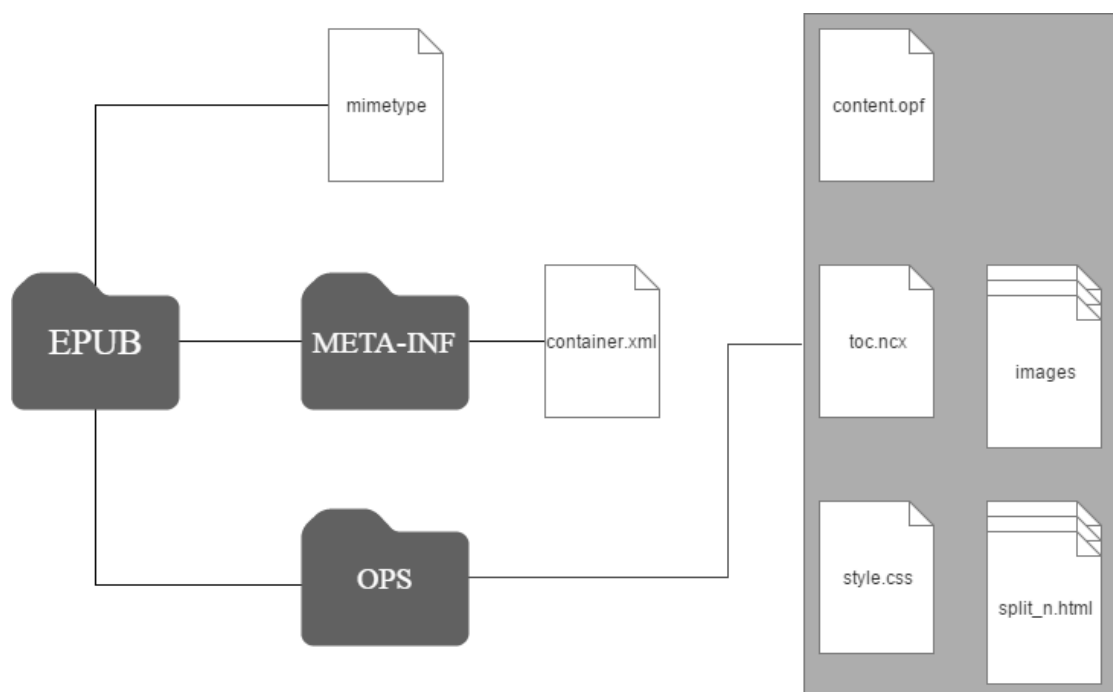 mimetype
content.opf
EPUB
META-INF
container.xml
toc.ncx
images
OPS
style.css
split_n.html